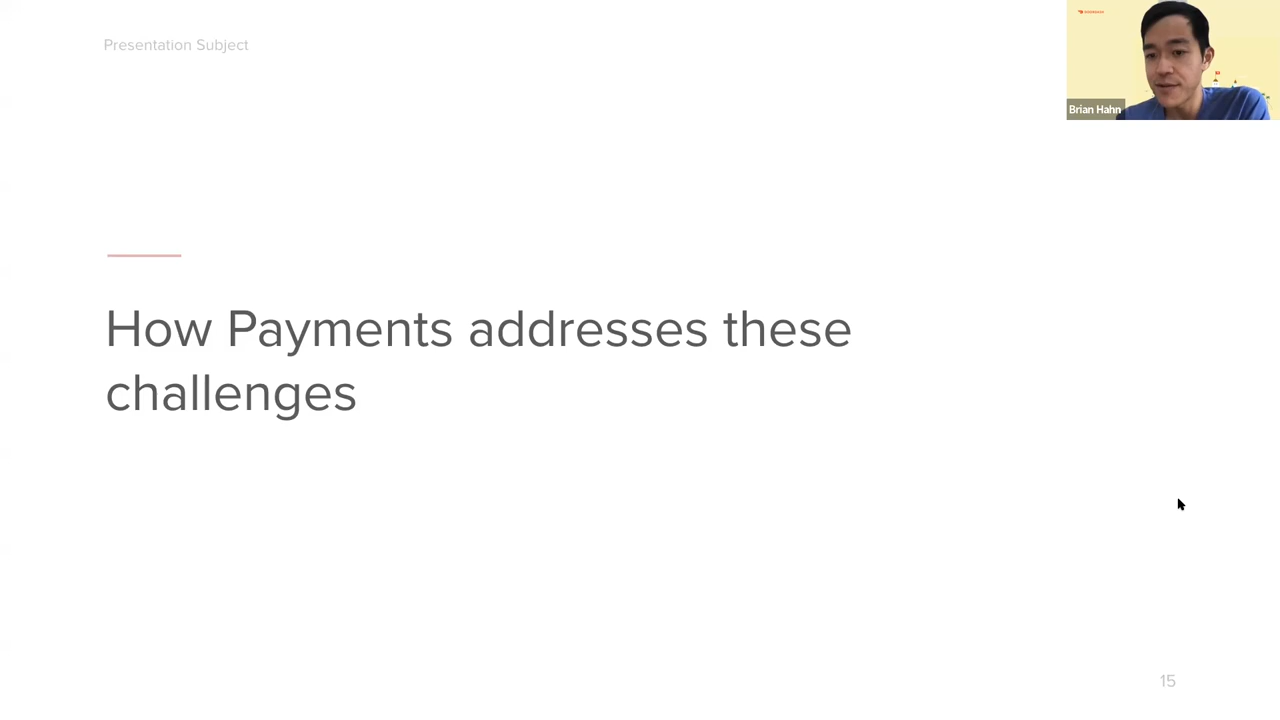 Presentation Subject
Brian Hahn
How Payments addresses these
challenges
15